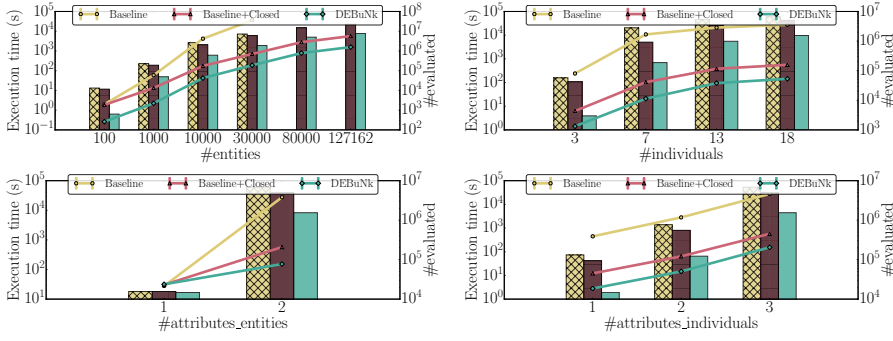 Baseline Baseline+Closed DEBuNk
Execution time (s)
10^5
10^4
10^3
10^2
10^1
10^0
10^-1
10^8
10^7
10^6
10^5
10^4
10^3
10^2
#evaluated
100 1000 10000 30000 80000 127162
#entities
Baseline Baseline+Closed DEBuNk
Execution time (s)
10^5
10^4
10^3
10^2
10^1
10^0
10^7
10^6
10^5
10^4
10^3
#evaluated
3 7 13 18
#individuals
Baseline Baseline+Closed DEBuNk
Execution time (s)
10^5
10^4
10^3
10^2
10^1
10^7
10^6
10^5
10^4
#evaluated
1 2
#attributes_entities
Baseline Baseline+Closed DEBuNk
Execution time (s)
10^5
10^4
10^3
10^2
10^1
10^0
10^7
10^6
10^5
10^4
#evaluated
1 2 3
#attributes_individuals